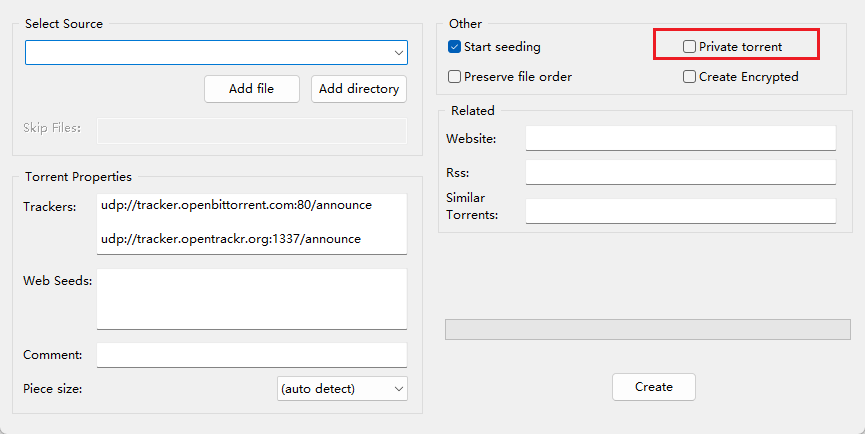 Select Source
Add file
Add directory
Skip Files:
Torrent Properties
Trackers:
udp://tracker.openbittorrent.com:80/announce
udp://tracker.opentrackr.org:1337/announce
Web Seeds:
Comment:
Piece size:
(auto detect)
Other
Start seeding
Private torrent
Preserve file order
Create Encrypted
Related
Website:
Rss:
Similar
Torrents:
Create